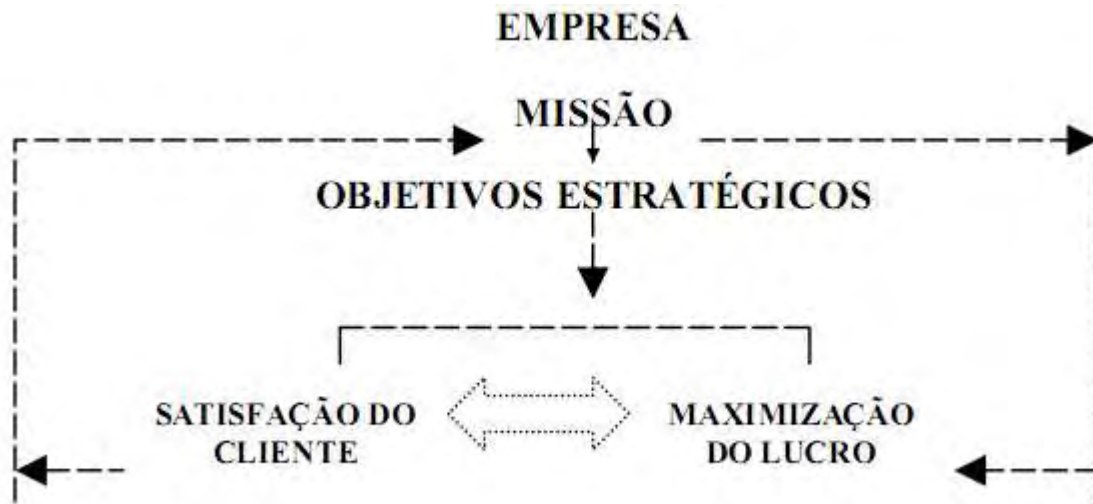 EMPRESA
MISSÃO
OBJETIVOS ESTRATÉGICOS
SATISFAÇÃO DO
CLIENTE
MAXIMIZAÇÃO
DO LUCRO